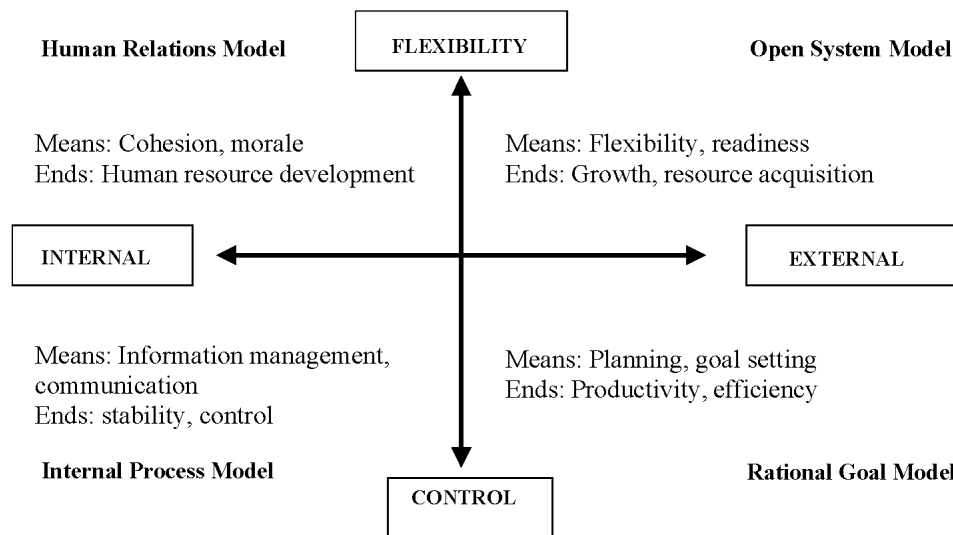 Human Relations Model
FLEXIBILITY
Open System Model
Means: Cohesion, morale
Ends: Human resource development
Means: Flexibility, readiness
Ends: Growth, resource acquisition
INTERNAL
EXTERNAL
Means: Information management,
communication
Ends: stability, control
Means: Planning, goal setting
Ends: Productivity, efficiency
Internal Process Model
CONTROL
Rational Goal Model